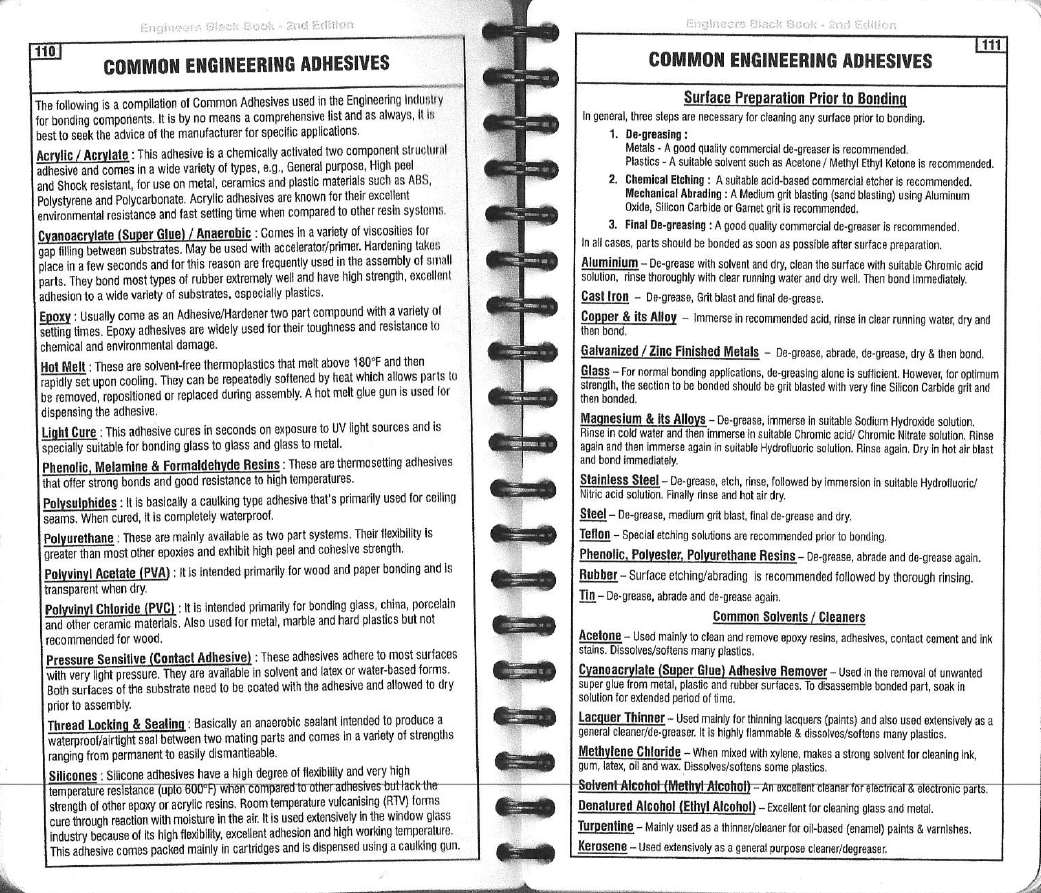 Engineers Black Book - 2nd Edition
110
COMMON ENGINEERING ADHESIVES
The following is a compilation of Common Adhesives used in the Engineering Industry
for bonding components. It is by no means a comprehensive list and as always, it is
best to seek the advice of the manufacturer for specific applications.
Acrylic / Acrylate : This adhesive is a chemically activated two component structural
adhesive and comes in a wide variety of types, e.g., General purpose, High peel
and Shock resistant, for use on metal, ceramics and plastic materials such as ABS,
Polystyrene and Polycarbonate. Acrylic adhesives are known for their excellent
environmental resistance and fast setting time when compared to other resin systems.
Cyanoacrylate (Super Glue) / Anaerobic : Comes in a variety of viscosities for
gap filling between substrates. May be used with accelerator/primer. Hardening takes
place in a few seconds and for this reason are frequently used in the assembly of small
parts. They bond most types of rubber extremely well and have high strength, excellent
adhesion to a wide variety of substrates, especially plastics.
Epoxy : Usually come as an Adhesive/Hardener two part compound with a variety of
setting times. Epoxy adhesives are widely used for their toughness and resistance to
chemical and environmental damage.
Hot Melt : These are solvent-free thermoplastics that melt above 180°F and then
rapidly set upon cooling. They can be repeatedly softened by heat which allows parts to
be removed, repositioned or replaced during assembly. A hot melt glue gun is used for
dispensing the adhesive.
Light Cure : This adhesive cures in seconds on exposure to UV light sources and is
specially suitable for bonding glass to glass and glass to metal.
Phenolic, Melamine & Formaldehyde Resins : These are thermosetting adhesives
that offer strong bonds and good resistance to high temperatures.
Polysulphides : It is basically a caulking type adhesive that's primarily used for ceiling
seams. When cured, it is completely waterproof.
Polyurethane : These are mainly available as two part systems. Their flexibility is
greater than most other epoxies and exhibit high peel and cohesive strength.
Polyvinyl Acetate (PVA) : It is intended primarily for wood and paper bonding and is
transparent when dry.
Polyvinyl Chloride (PVC) : It is intended primarily for bonding glass, china, porcelain
and other ceramic materials. Also used for metal, marble and hard plastics but not
recommended for wood.
Pressure Sensitive (Contact Adhesive) : These adhesives adhere to most surfaces
with very light pressure. They are available in solvent and latex or water-based forms.
Both surfaces of the substrate need to be coated with the adhesive and allowed to dry
prior to assembly.
Thread Locking & Sealing : Basically an anaerobic sealant intended to produce a
waterproof/airtight seal between two mating parts and comes in a variety of strengths
ranging from permanent to easily dismantleable.
Silicones : Silicone adhesives have a high degree of flexibility and very high
temperature resistance (upto 600°F) when compared to other adhesives but lack the
strength of other epoxy or acrylic resins. Room temperature vulcanising (RTV) forms
cure through reaction with moisture in the air. It is used extensively in the window glass
industry because of its high flexibility, excellent adhesion and high working temperature.
This adhesive comes packed mainly in cartridges and is dispensed using a caulking gun.
Engineers Black Book - 2nd Edition
111
COMMON ENGINEERING ADHESIVES
Surface Preparation Prior to Bonding
In general, three steps are necessary for cleaning any surface prior to bonding.
1. De-greasing :
Metals - A good quality commercial de-greaser is recommended.
Plastics - A suitable solvent such as Acetone / Methyl Ethyl Ketone is recommended.
2. Chemical Etching : A suitable acid-based commercial etcher is recommended.
Mechanical Abrading : A Medium grit blasting (sand blasting) using Aluminum
Oxide, Silicon Carbide or Garnet grit is recommended.
3. Final De-greasing : A good quality commercial de-greaser is recommended.
In all cases, parts should be bonded as soon as possible after surface preparation.
Aluminium – De-grease with solvent and dry, clean the surface with suitable Chromic acid
solution, rinse thoroughly with clear running water and dry well. Then bond immediately.
Cast Iron – De-grease, Grit blast and final de-grease.
Copper & its Alloy – Immerse in recommended acid, rinse in clear running water, dry and
then bond.
Galvanized / Zinc Finished Metals – De-grease, abrade, de-grease, dry & then bond.
Glass – For normal bonding applications, de-greasing alone is sufficient. However, for optimum
strength, the section to be bonded should be grit blasted with very fine Silicon Carbide grit and
then bonded.
Magnesium & its Alloys – De-grease, immerse in suitable Sodium Hydroxide solution.
Rinse in cold water and then immerse in suitable Chromic acid/ Chromic Nitrate solution. Rinse
again and then immerse again in suitable Hydrofluoric solution. Rinse again. Dry in hot air blast
and bond immediately.
Stainless Steel – De-grease, etch, rinse, followed by immersion in suitable Hydrofluoric/
Nitric acid solution. Finally rinse and hot air dry.
Steel – De-grease, medium grit blast, final de-grease and dry.
Teflon – Special etching solutions are recommended prior to bonding.
Phenolic, Polyester, Polyurethane Resins – De-grease, abrade and de-grease again.
Rubber – Surface etching/abrading is recommended followed by thorough rinsing.
Tin – De-grease, abrade and de-grease again.
Common Solvents / Cleaners
Acetone – Used mainly to clean and remove epoxy resins, adhesives, contact cement and ink
stains. Dissolves/softens many plastics.
Cyanoacrylate (Super Glue) Adhesive Remover – Used in the removal of unwanted
super glue from metal, plastic and rubber surfaces. To disassemble bonded part, soak in
solution for extended period of time.
Lacquer Thinner – Used mainly for thinning lacquers (paints) and also used extensively as a
general cleaner/de-greaser. It is highly flammable & dissolves/softens many plastics.
Methylene Chloride – When mixed with xylene, makes a strong solvent for cleaning ink,
gum, latex, oil and wax. Dissolves/softens some plastics.
Solvent Alcohol (Methyl Alcohol) – An excellent cleaner for electrical & electronic parts.
Denatured Alcohol (Ethyl Alcohol) – Excellent for cleaning glass and metal.
Turpentine – Mainly used as a thinner/cleaner for oil-based (enamel) paints & varnishes.
Kerosene – Used extensively as a general purpose cleaner/degreaser.